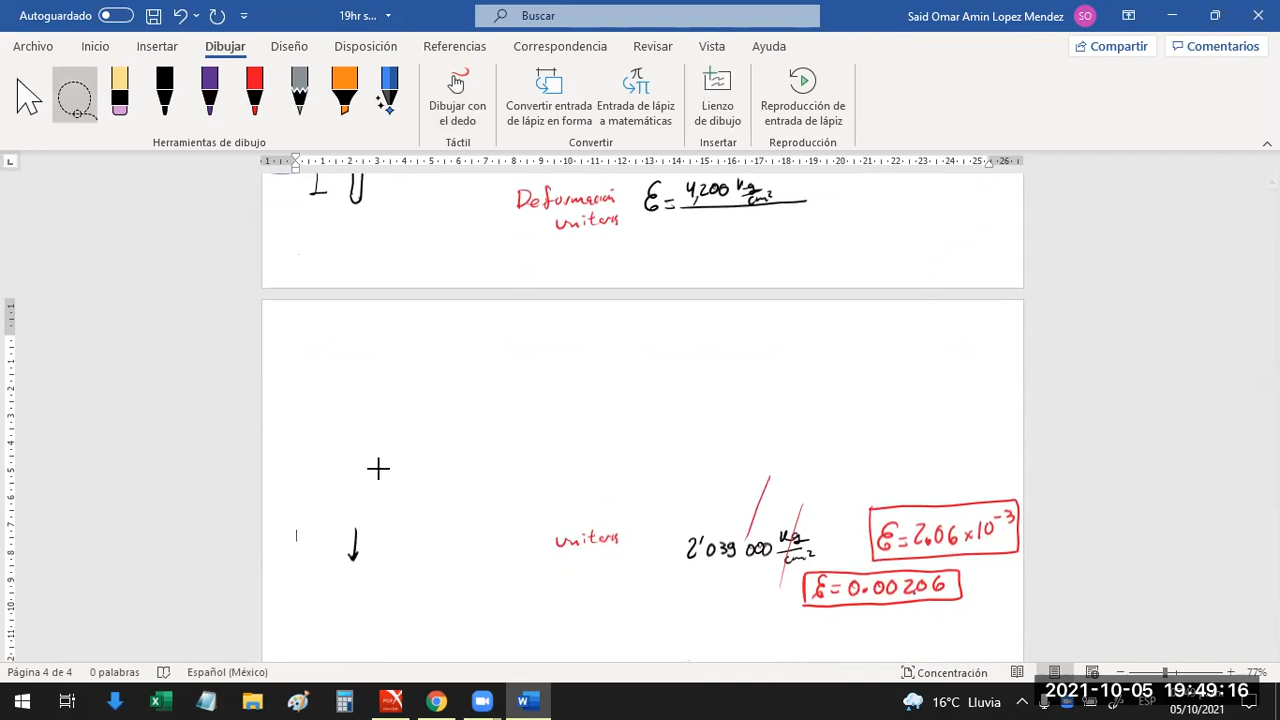 Autoguardado
19hr s...
Buscar
Said Omar Amin Lopez Mendez
SO
Archivo
Inicio
Insertar
Dibujar
Diseño
Disposición
Referencias
Correspondencia
Revisar
Vista
Ayuda
Compartir
Comentarios
Dibujar con el dedo
Convertir entrada de lápiz en forma
Entrada de lápiz a matemáticas
Lienzo de dibujo
Reproducción de entrada de lápiz
Herramientas de dibujo
Táctil
Convertir
Insertar
Reproducción
Deformación
unitara
ε = 4,200 kg/cm²
unitara
2'039 000 kg/cm²
ε = 2.06 x 10⁻³
ε = 0.00206
Página 4 de 4
0 palabras
Español (México)
Concentración
77%
16°C Lluvia
ESP
2021-10-05 19:49:16
05/10/2021